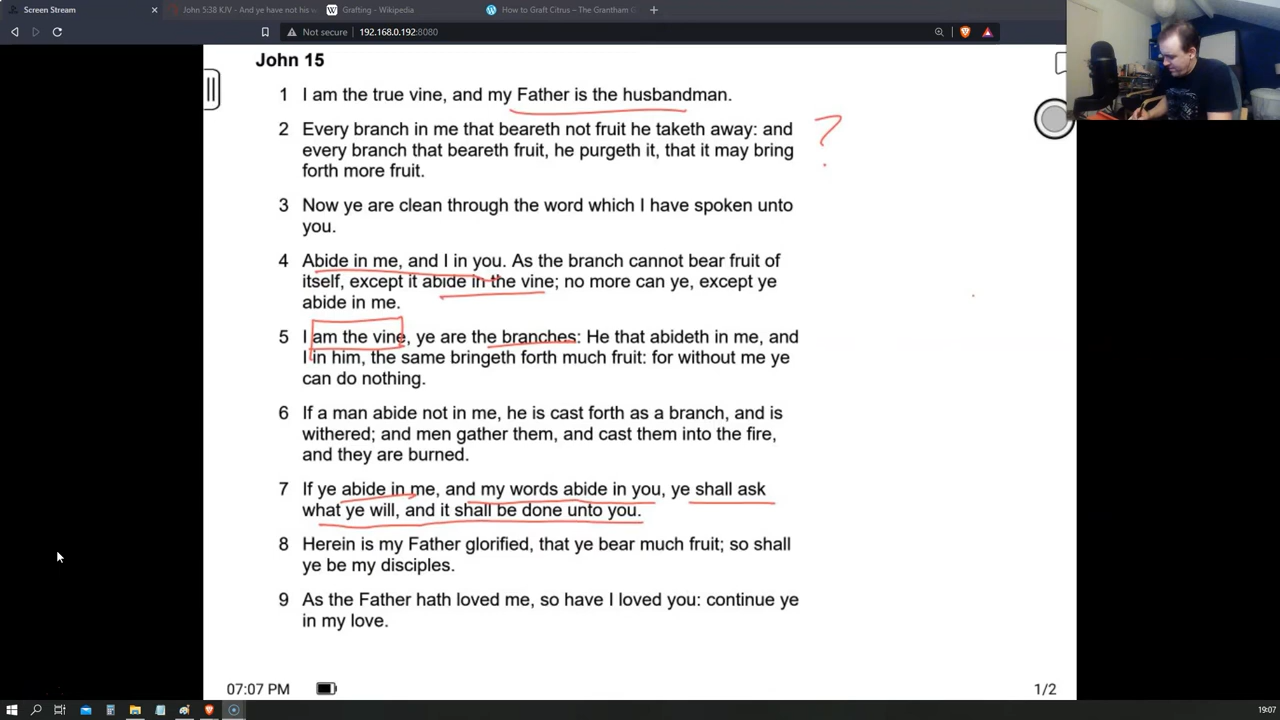 Screen Stream
John 5:38 KJV - And ye have not his w
Grafting - Wikipedia
How to Graft Citrus – The Grantham G
Not secure 192.168.0.192:8080
John 15
1 I am the true vine, and my Father is the husbandman.
2 Every branch in me that beareth not fruit he taketh away: and
every branch that beareth fruit, he purgeth it, that it may bring
forth more fruit.
?
3 Now ye are clean through the word which I have spoken unto
you.
4 Abide in me, and I in you. As the branch cannot bear fruit of
itself, except it abide in the vine; no more can ye, except ye
abide in me.
5 I am the vine, ye are the branches: He that abideth in me, and
I in him, the same bringeth forth much fruit: for without me ye
can do nothing.
6 If a man abide not in me, he is cast forth as a branch, and is
withered; and men gather them, and cast them into the fire,
and they are burned.
7 If ye abide in me, and my words abide in you, ye shall ask
what ye will, and it shall be done unto you.
8 Herein is my Father glorified, that ye bear much fruit; so shall
ye be my disciples.
9 As the Father hath loved me, so have I loved you: continue ye
in my love.
07:07 PM
1/2
19:07